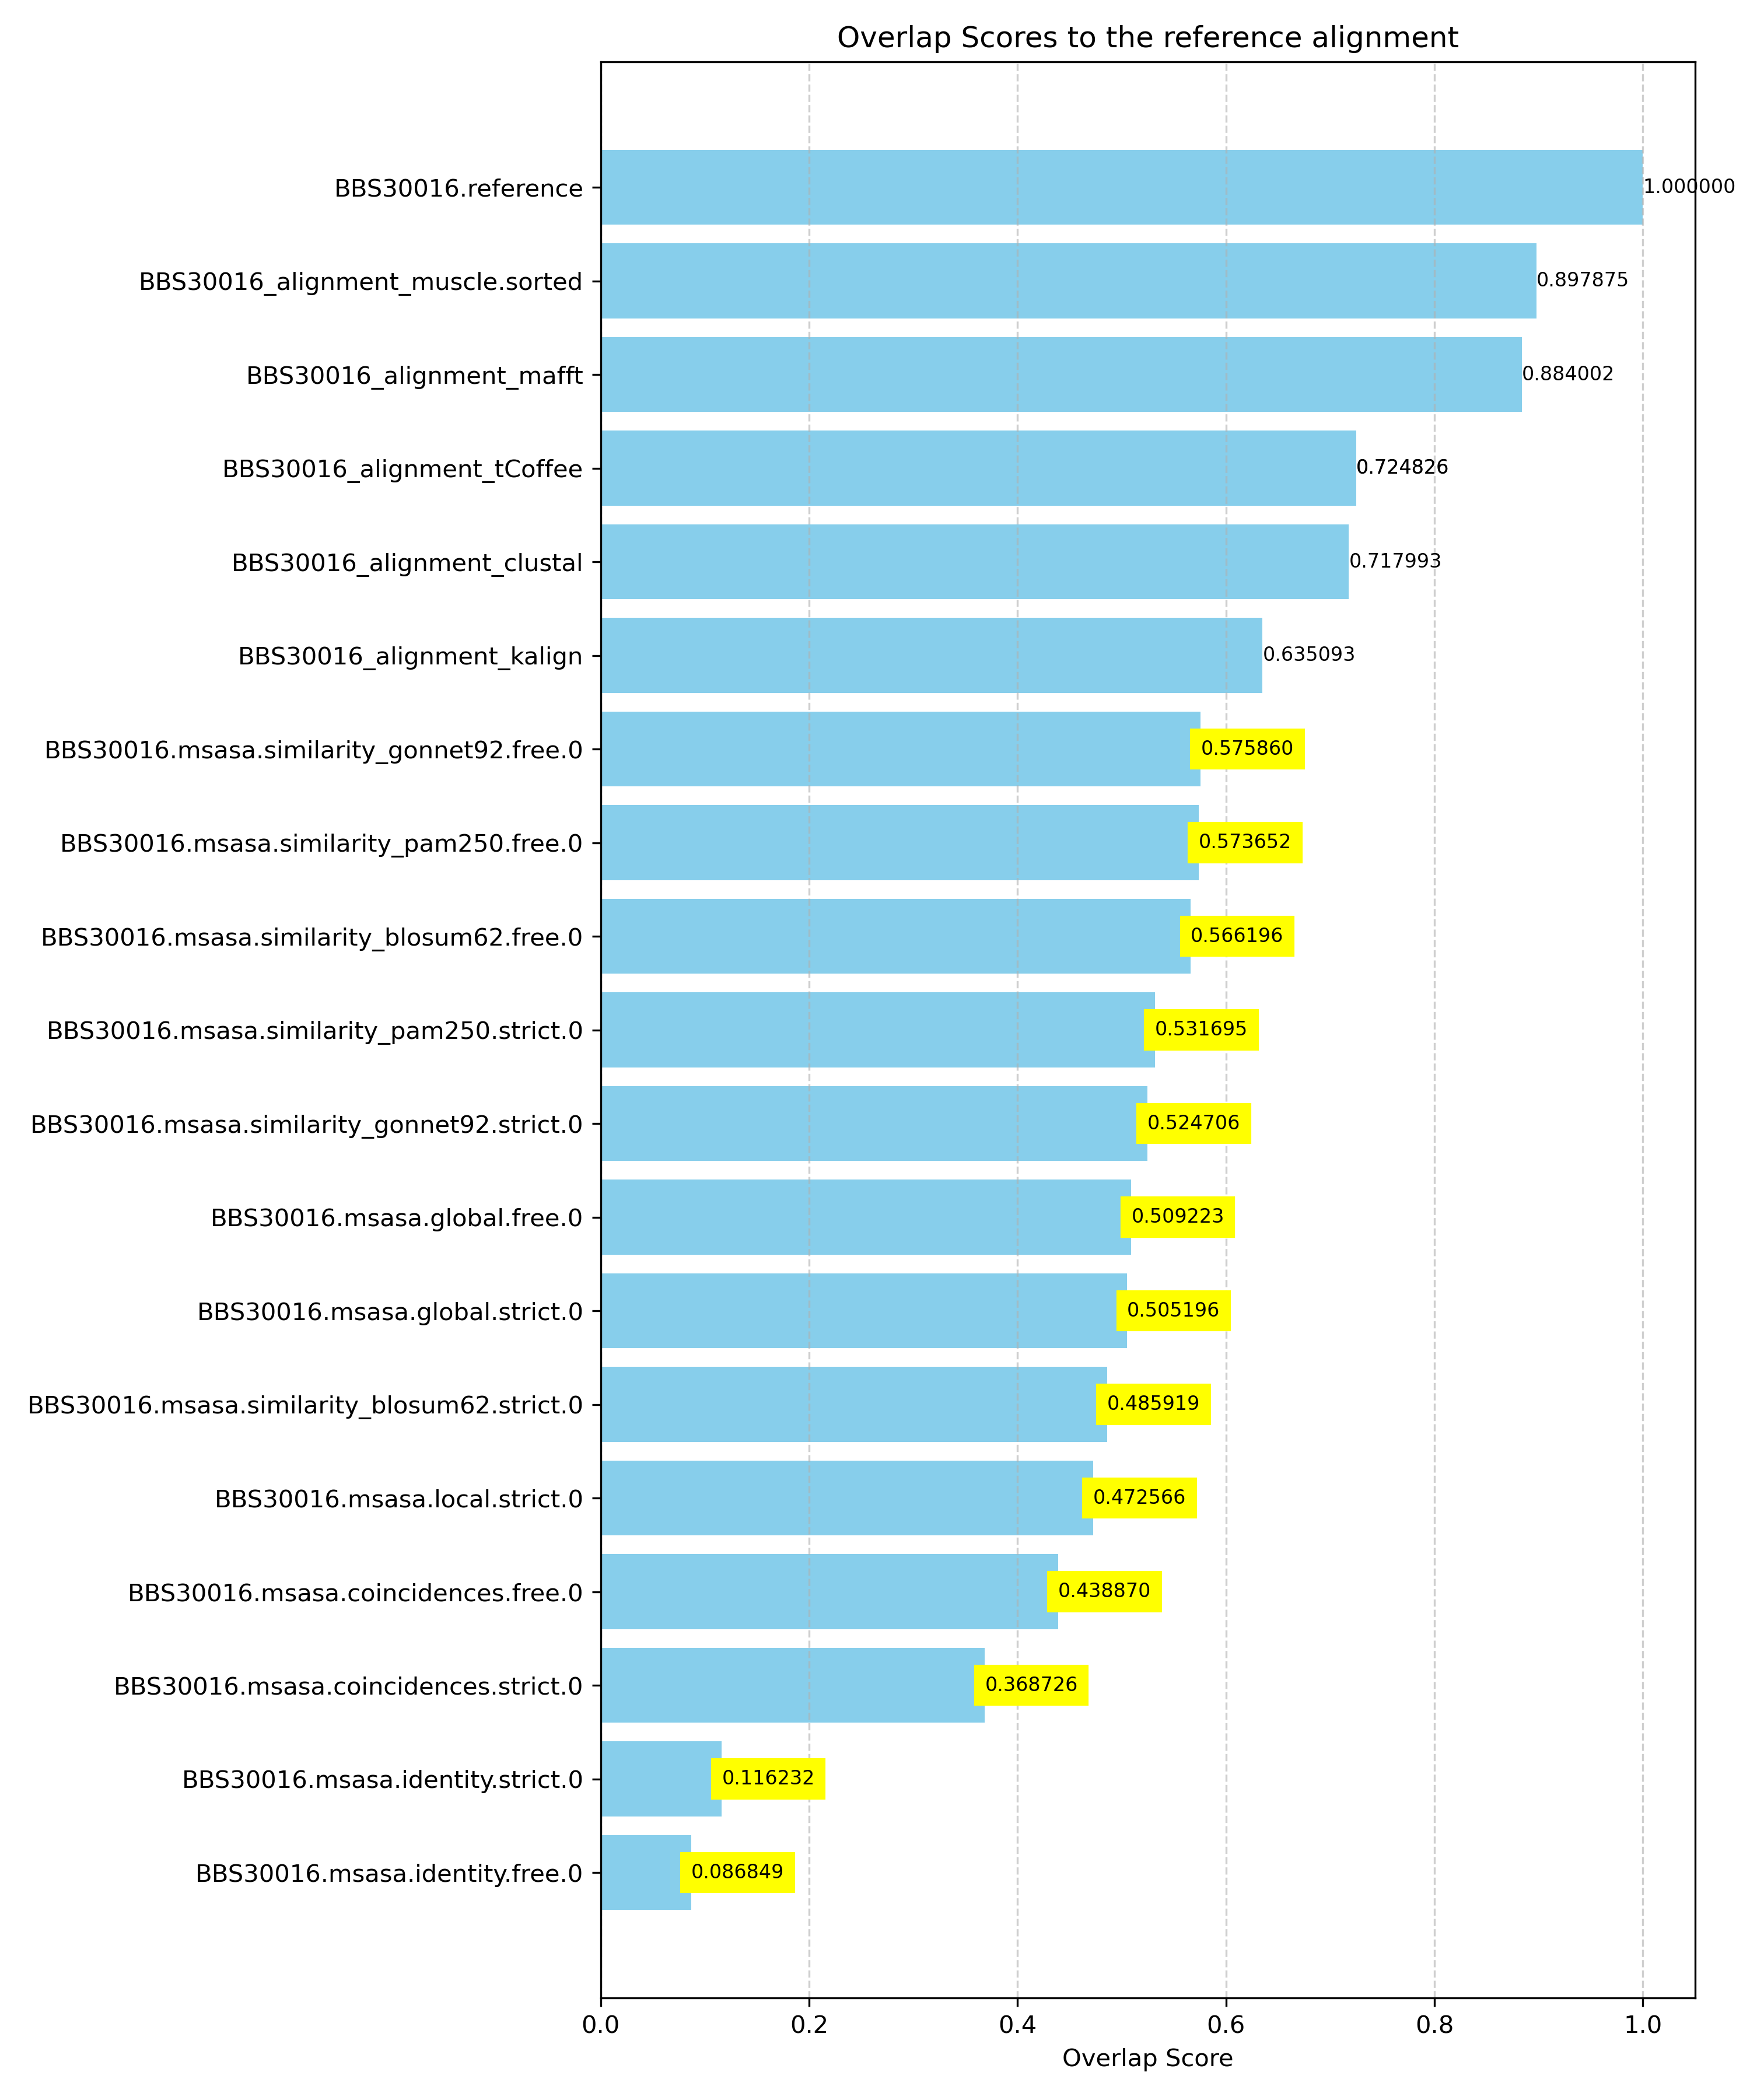 Overlap Scores to the reference alignment
BBS30016.reference 1.000000
BBS30016_alignment_muscle.sorted 0.897875
BBS30016_alignment_mafft 0.884002
BBS30016_alignment_tCoffee 0.724826
BBS30016_alignment_clustal 0.717993
BBS30016_alignment_kalign 0.635093
BBS30016.msasa.similarity_gonnet92.free.0 0.575860
BBS30016.msasa.similarity_pam250.free.0 0.573652
BBS30016.msasa.similarity_blosum62.free.0 0.566196
BBS30016.msasa.similarity_pam250.strict.0 0.531695
BBS30016.msasa.similarity_gonnet92.strict.0 0.524706
BBS30016.msasa.global.free.0 0.509223
BBS30016.msasa.global.strict.0 0.505196
BBS30016.msasa.similarity_blosum62.strict.0 0.485919
BBS30016.msasa.local.strict.0 0.472566
BBS30016.msasa.coincidences.free.0 0.438870
BBS30016.msasa.coincidences.strict.0 0.368726
BBS30016.msasa.identity.strict.0 0.116232
BBS30016.msasa.identity.free.0 0.086849
0.0 0.2 0.4 0.6 0.8 1.0
Overlap Score